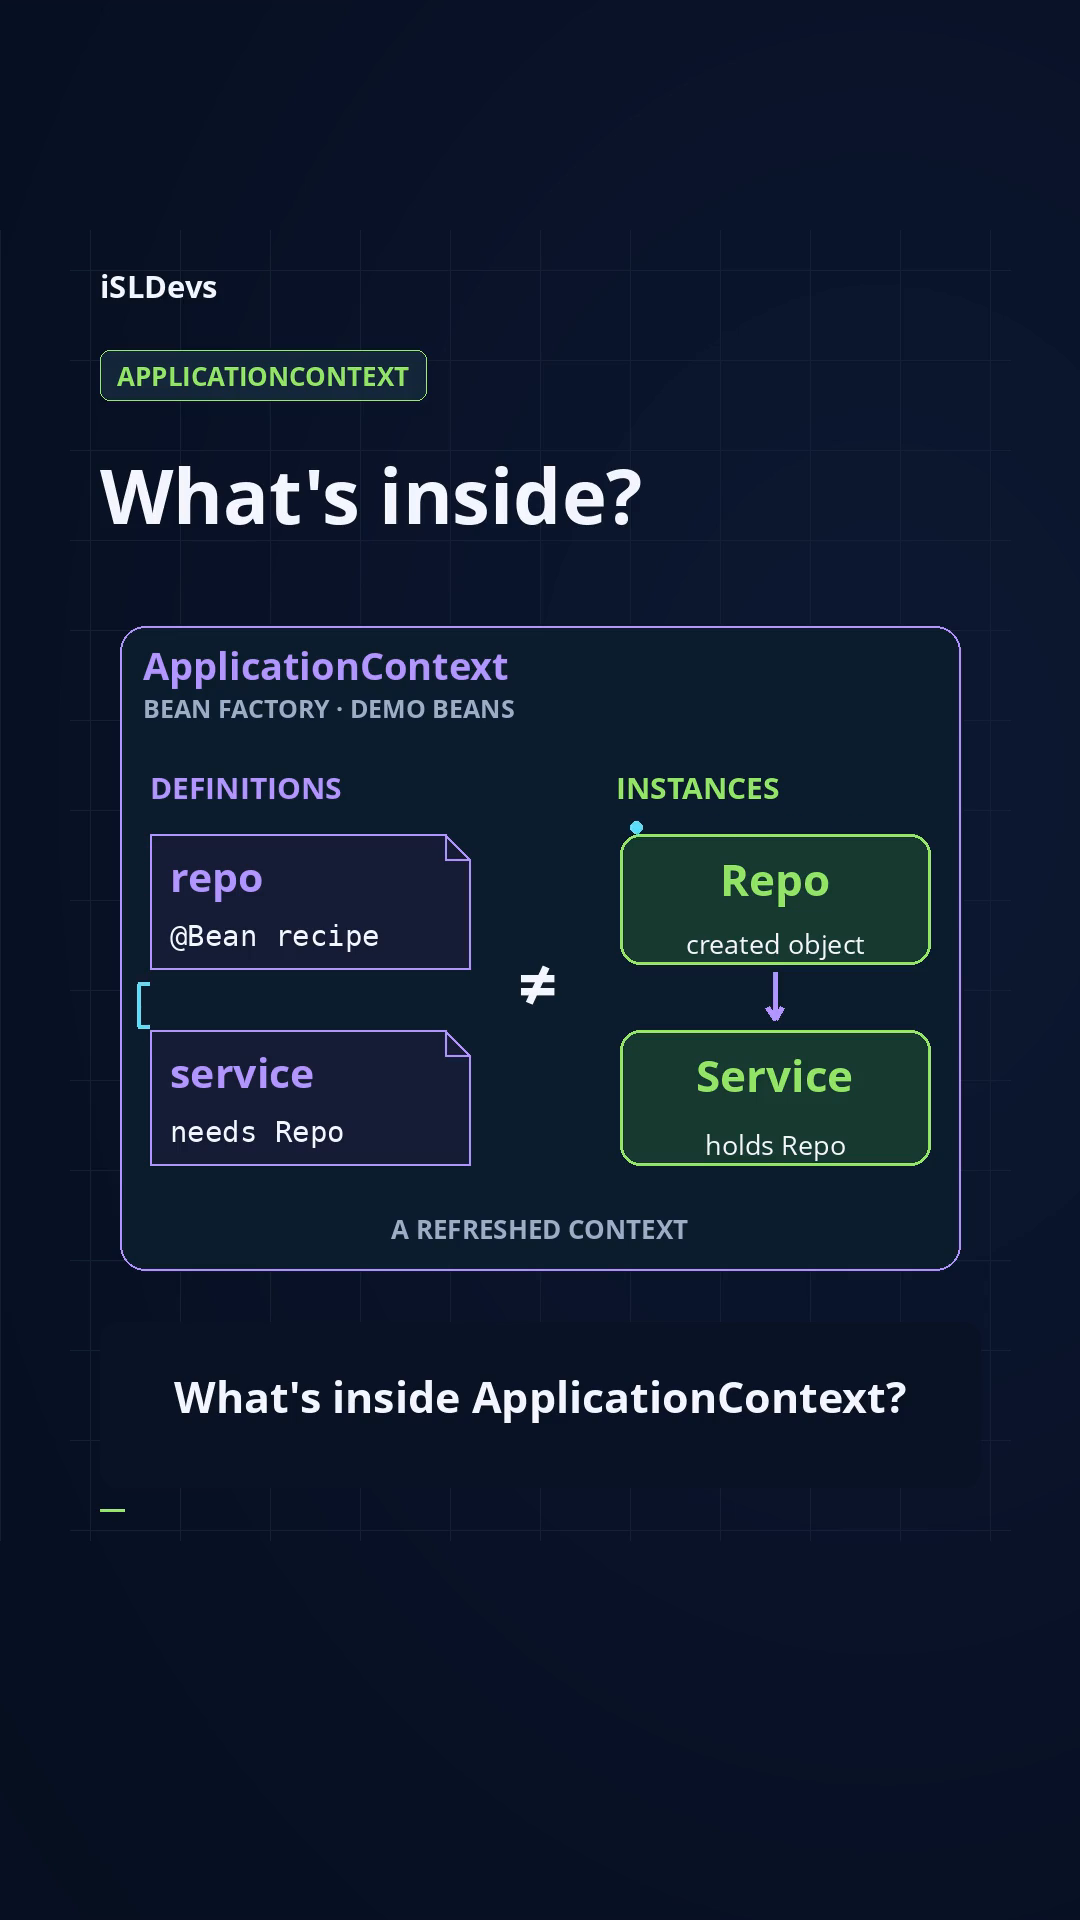 iSLDevs
APPLICATIONCONTEXT
What's inside?
ApplicationContext
BEAN FACTORY · DEMO BEANS
DEFINITIONS
repo
@Bean recipe
service
needs Repo
≠
INSTANCES
Repo
created object
Service
holds Repo
A REFRESHED CONTEXT
What's inside ApplicationContext?